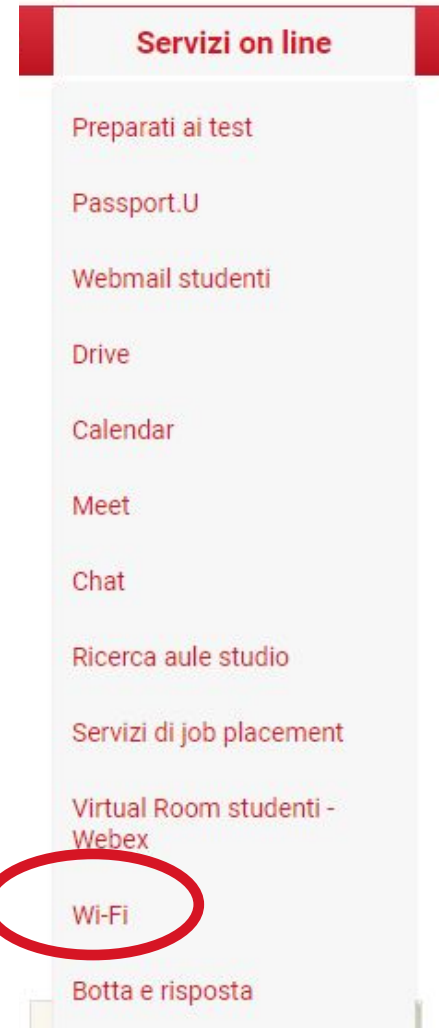 Servizi on line
Preparati ai test
Passport.U
Webmail studenti
Drive
Calendar
Meet
Chat
Ricerca aule studio
Servizi di job placement
Virtual Room studenti -
Webex
Wi-Fi
Botta e risposta